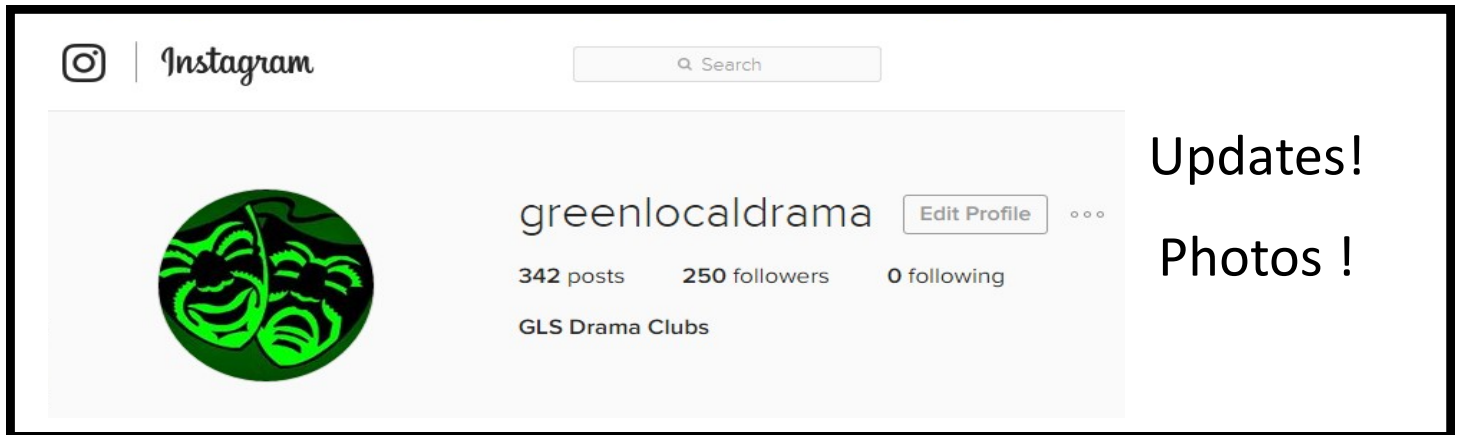 Instagram
Search
greenlocaldrama Edit Profile
342 posts 250 followers 0 following
GLS Drama Clubs
Updates!
Photos !